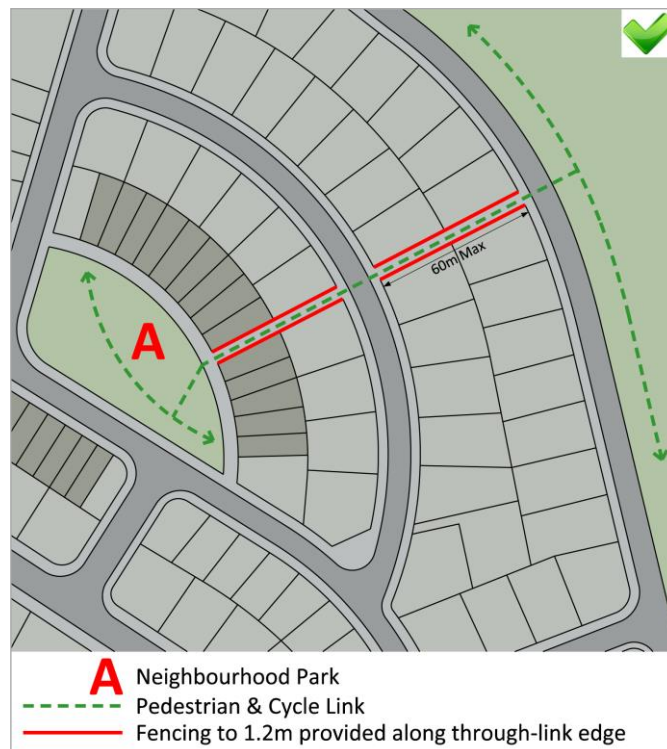 60m Max
A
A Neighbourhood Park
Pedestrian & Cycle Link
Fencing to 1.2m provided along through-link edge